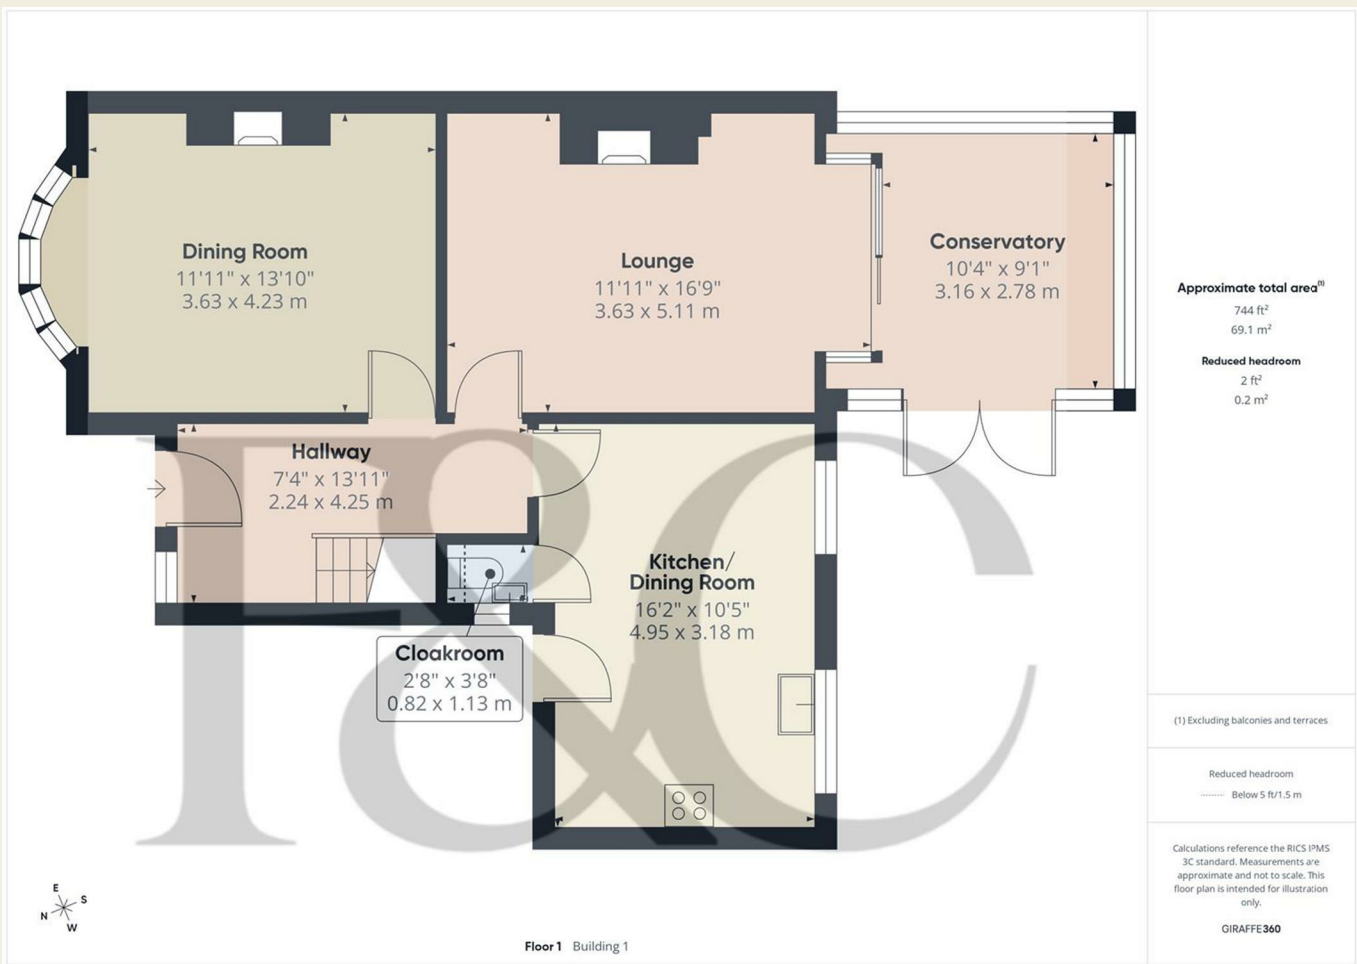 Dining Room
11'11" x 13'10"
3.63 x 4.23 m
Lounge
11'11" x 16'9"
3.63 x 5.11 m
Conservatory
10'4" x 9'1"
3.16 x 2.78 m
Hallway
7'4" x 13'11"
2.24 x 4.25 m
Kitchen/
Dining Room
16'2" x 10'5"
4.95 x 3.18 m
Cloakroom
2'8" x 3'8"
0.82 x 1.13 m
F&C
E
S
N
W
Floor 1 Building 1
Approximate total area(1)
744 ft²
69.1 m²
Reduced headroom
2 ft²
0.2 m²
(1) Excluding balconies and terraces
Reduced headroom
Below 5 ft/1.5 m
Calculations reference the RICS IPMS
3C standard. Measurements are
approximate and not to scale. This
floor plan is intended for illustration
only.
GIRAFFE360